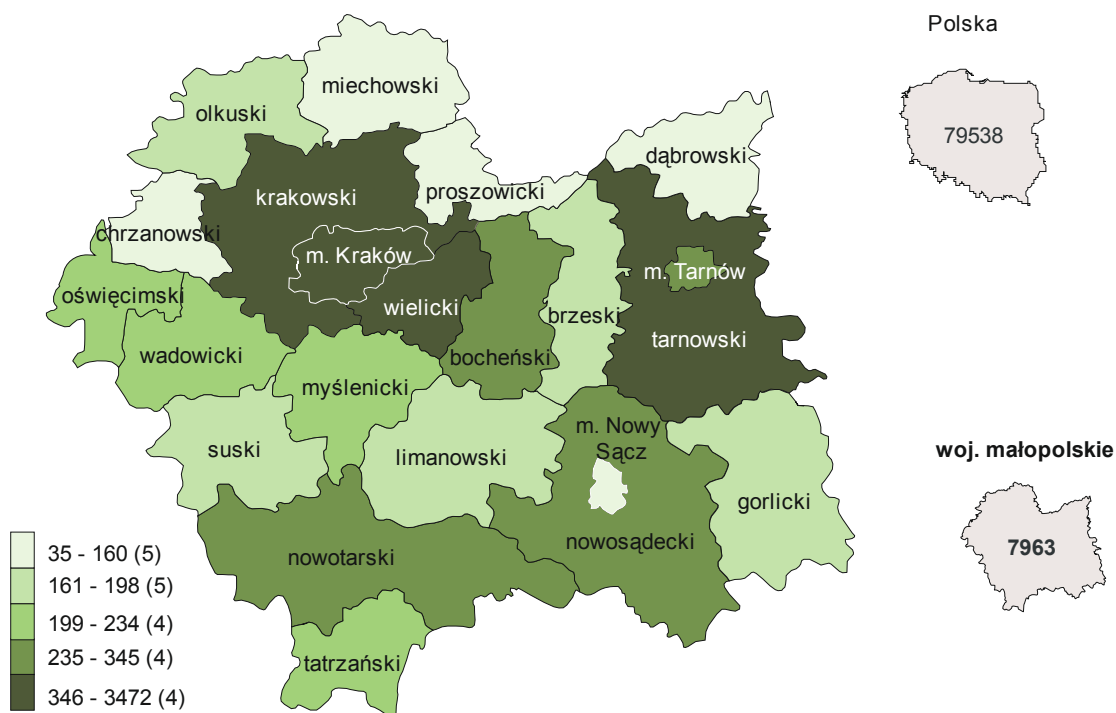 Polska
79538
miechowski
olkuski
dąbrowski
krakowski
proszowicki
chrzanowski
m. Kraków
m. Tarnów
oświęcimski
wielicki
brzeski
tarnowski
wadowicki
bocheński
myślenicki
m. Nowy
Sącz
suski
limanowski
gorlicki
nowotarski
nowosądecki
tatrzański
woj. małopolskie
7963
35 - 160 (5)
161 - 198 (5)
199 - 234 (4)
235 - 345 (4)
346 - 3472 (4)